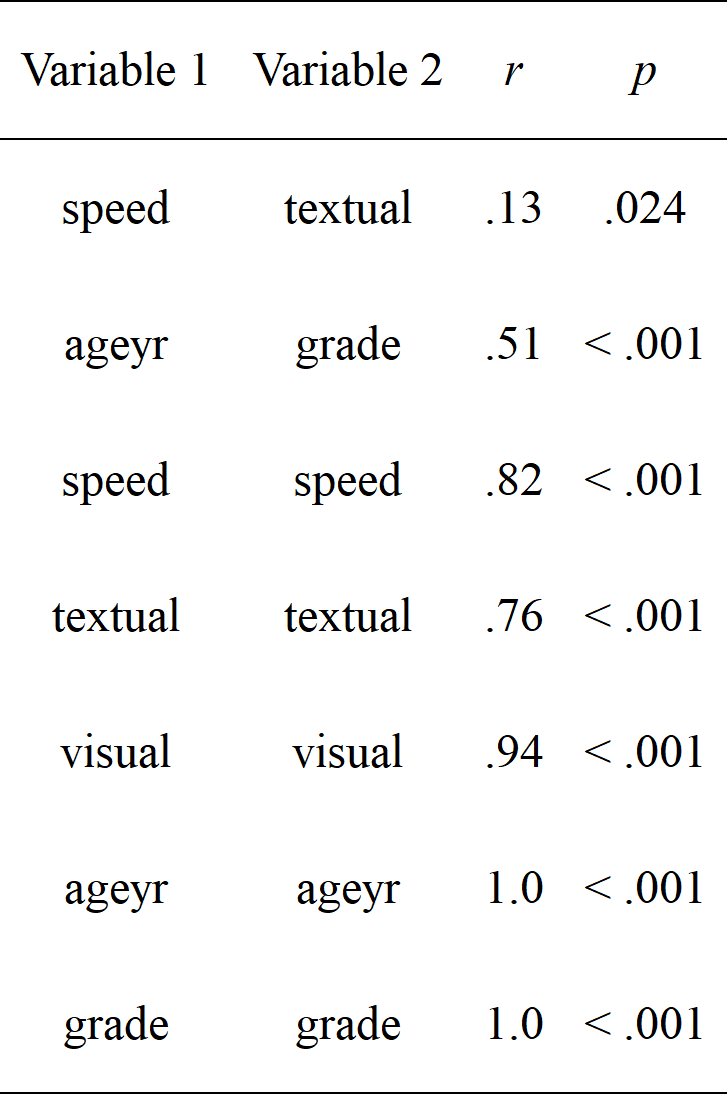 Variable 1 Variable 2 r p
speed textual .13 .024
ageyr grade .51 < .001
speed speed .82 < .001
textual textual .76 < .001
visual visual .94 < .001
ageyr ageyr 1.0 < .001
grade grade 1.0 < .001